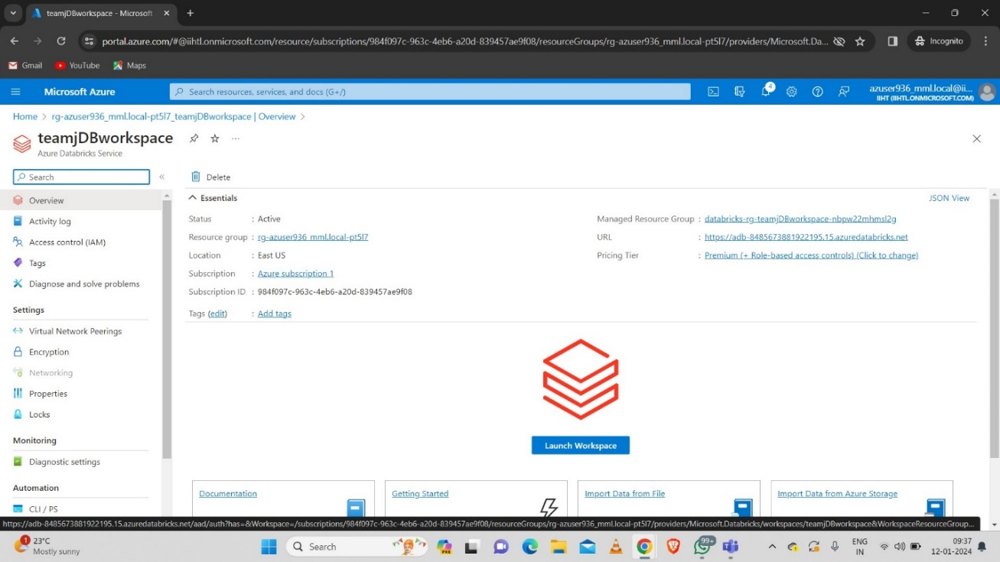 teamjDBworkspace - Microsoft
portal.azure.com/#@iihtl.onmicrosoft.com/resource/subscriptions/984f097c-963c-4eb6-a20d-839457ae9f08/resourceGroups/rg-azuser936_mml.local-pt5l7/providers/Microsoft.Da...
Incognito
Gmail YouTube Maps
Microsoft Azure
Search resources, services, and docs (G+/)
4
azuser936_mml.local@ii...
IIHT (IIHTL.ONMICROSOFT.COM)
Home > rg-azuser936_mml.local-pt5l7_teamjDBworkspace | Overview >
teamjDBworkspace
Azure Databricks Service
Search
Delete
Overview
Activity log
Access control (IAM)
Tags
Diagnose and solve problems
Settings
Virtual Network Peerings
Encryption
Networking
Properties
Locks
Monitoring
Diagnostic settings
Automation
CLI / PS
Essentials
JSON View
Status : Active
Resource group : rg-azuser936_mml.local-pt5l7
Location : East US
Subscription : Azure subscription 1
Subscription ID : 984f097c-963c-4eb6-a20d-839457ae9f08
Tags (edit) : Add tags
Managed Resource Group : databricks-rg-teamjDBworkspace-nbpw22mhmsl2g
URL : https://adb-8485673881922195.15.azuredatabricks.net
Pricing Tier : Premium (+ Role-based access controls) (Click to change)
Launch Workspace
Documentation
Getting Started
Import Data from File
Import Data from Azure Storage
https://adb-8485673881922195.15.azuredatabricks.net/aad/auth?has=&Workspace=/subscriptions/984f097c-963c-4eb6-a20d-839457ae9f08/resourceGroups/rg-azuser936_mml.local-pt5l7/providers/Microsoft.Databricks/workspaces/teamjDBworkspace&WorkspaceResourceGroup...
1
23°C
Mostly sunny
Search
PRE
99+
ENG
IN
09:37
12-01-2024